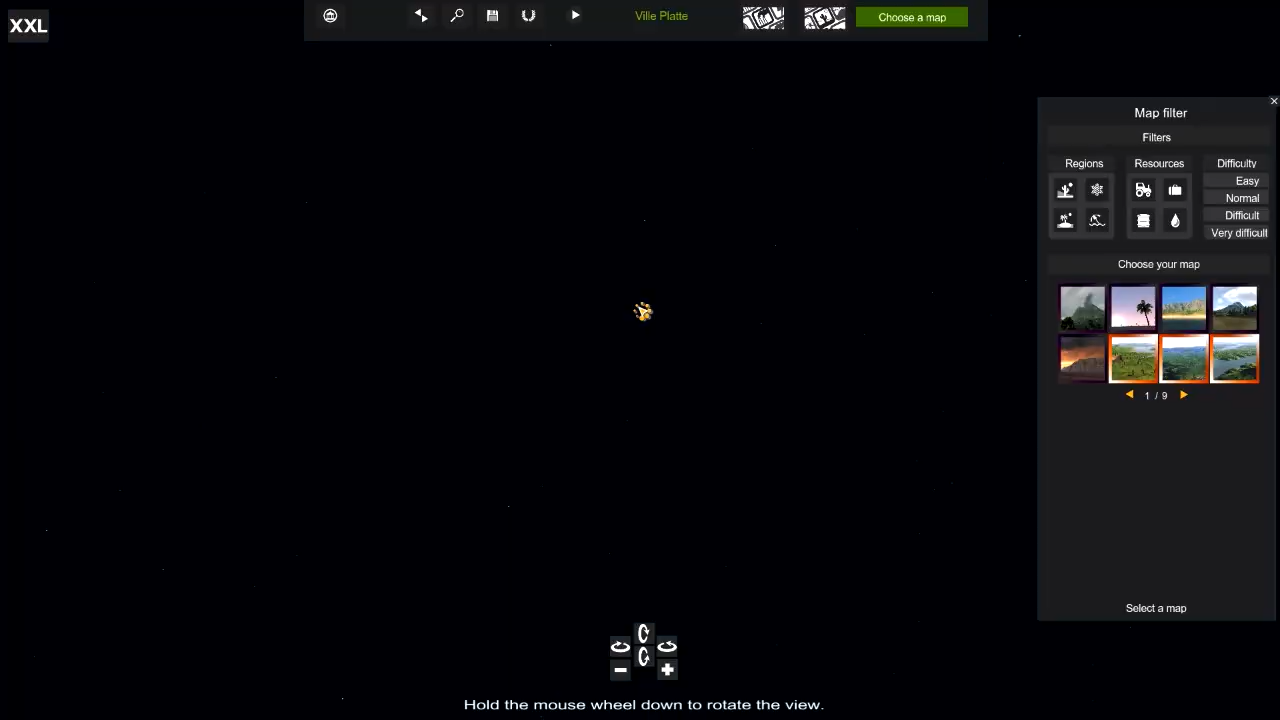 XXL
Ville Platte
Choose a map
Map filter
Filters
Regions
Resources
Difficulty
Easy
Normal
Difficult
Very difficult
Choose your map
1 / 9
Select a map
Hold the mouse wheel down to rotate the view.